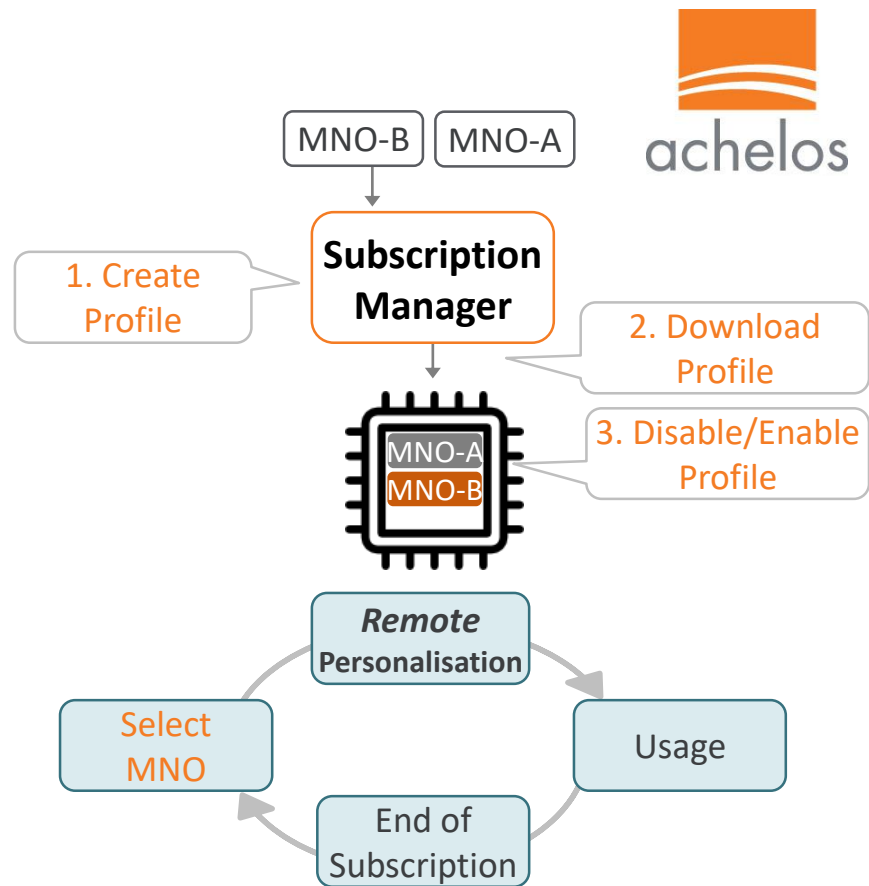 achelos
MNO-B
MNO-A
Subscription
Manager
1. Create
Profile
2. Download
Profile
3. Disable/Enable
Profile
MNO-A
MNO-B
Remote
Personalisation
Select
MNO
Usage
End of
Subscription